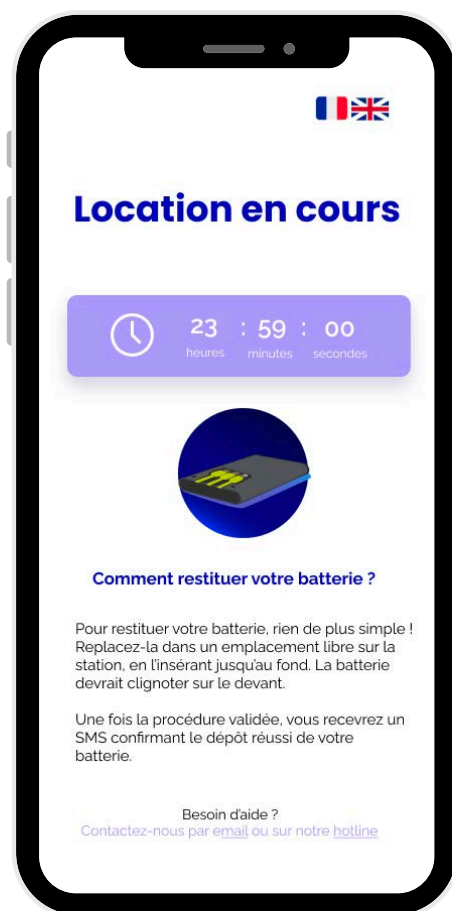 Location en cours
23 : 59 : 00
heures minutes secondes
Comment restituer votre batterie ?
Pour restituer votre batterie, rien de plus simple !
Replacez-la dans un emplacement libre sur la
station, en l'insérant jusqu'au fond. La batterie
devrait clignoter sur le devant.
Une fois la procédure validée, vous recevrez un
SMS confirmant le dépôt réussi de votre
batterie.
Besoin d'aide ?
Contactez-nous par email ou sur notre hotline